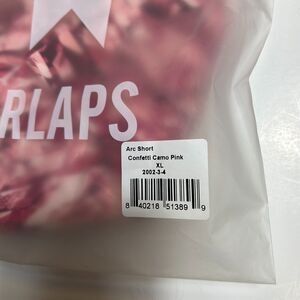 RLAPS
Arc Short
Confetti Camo Pink
XL
2002-3-4
8 40218 51389 9